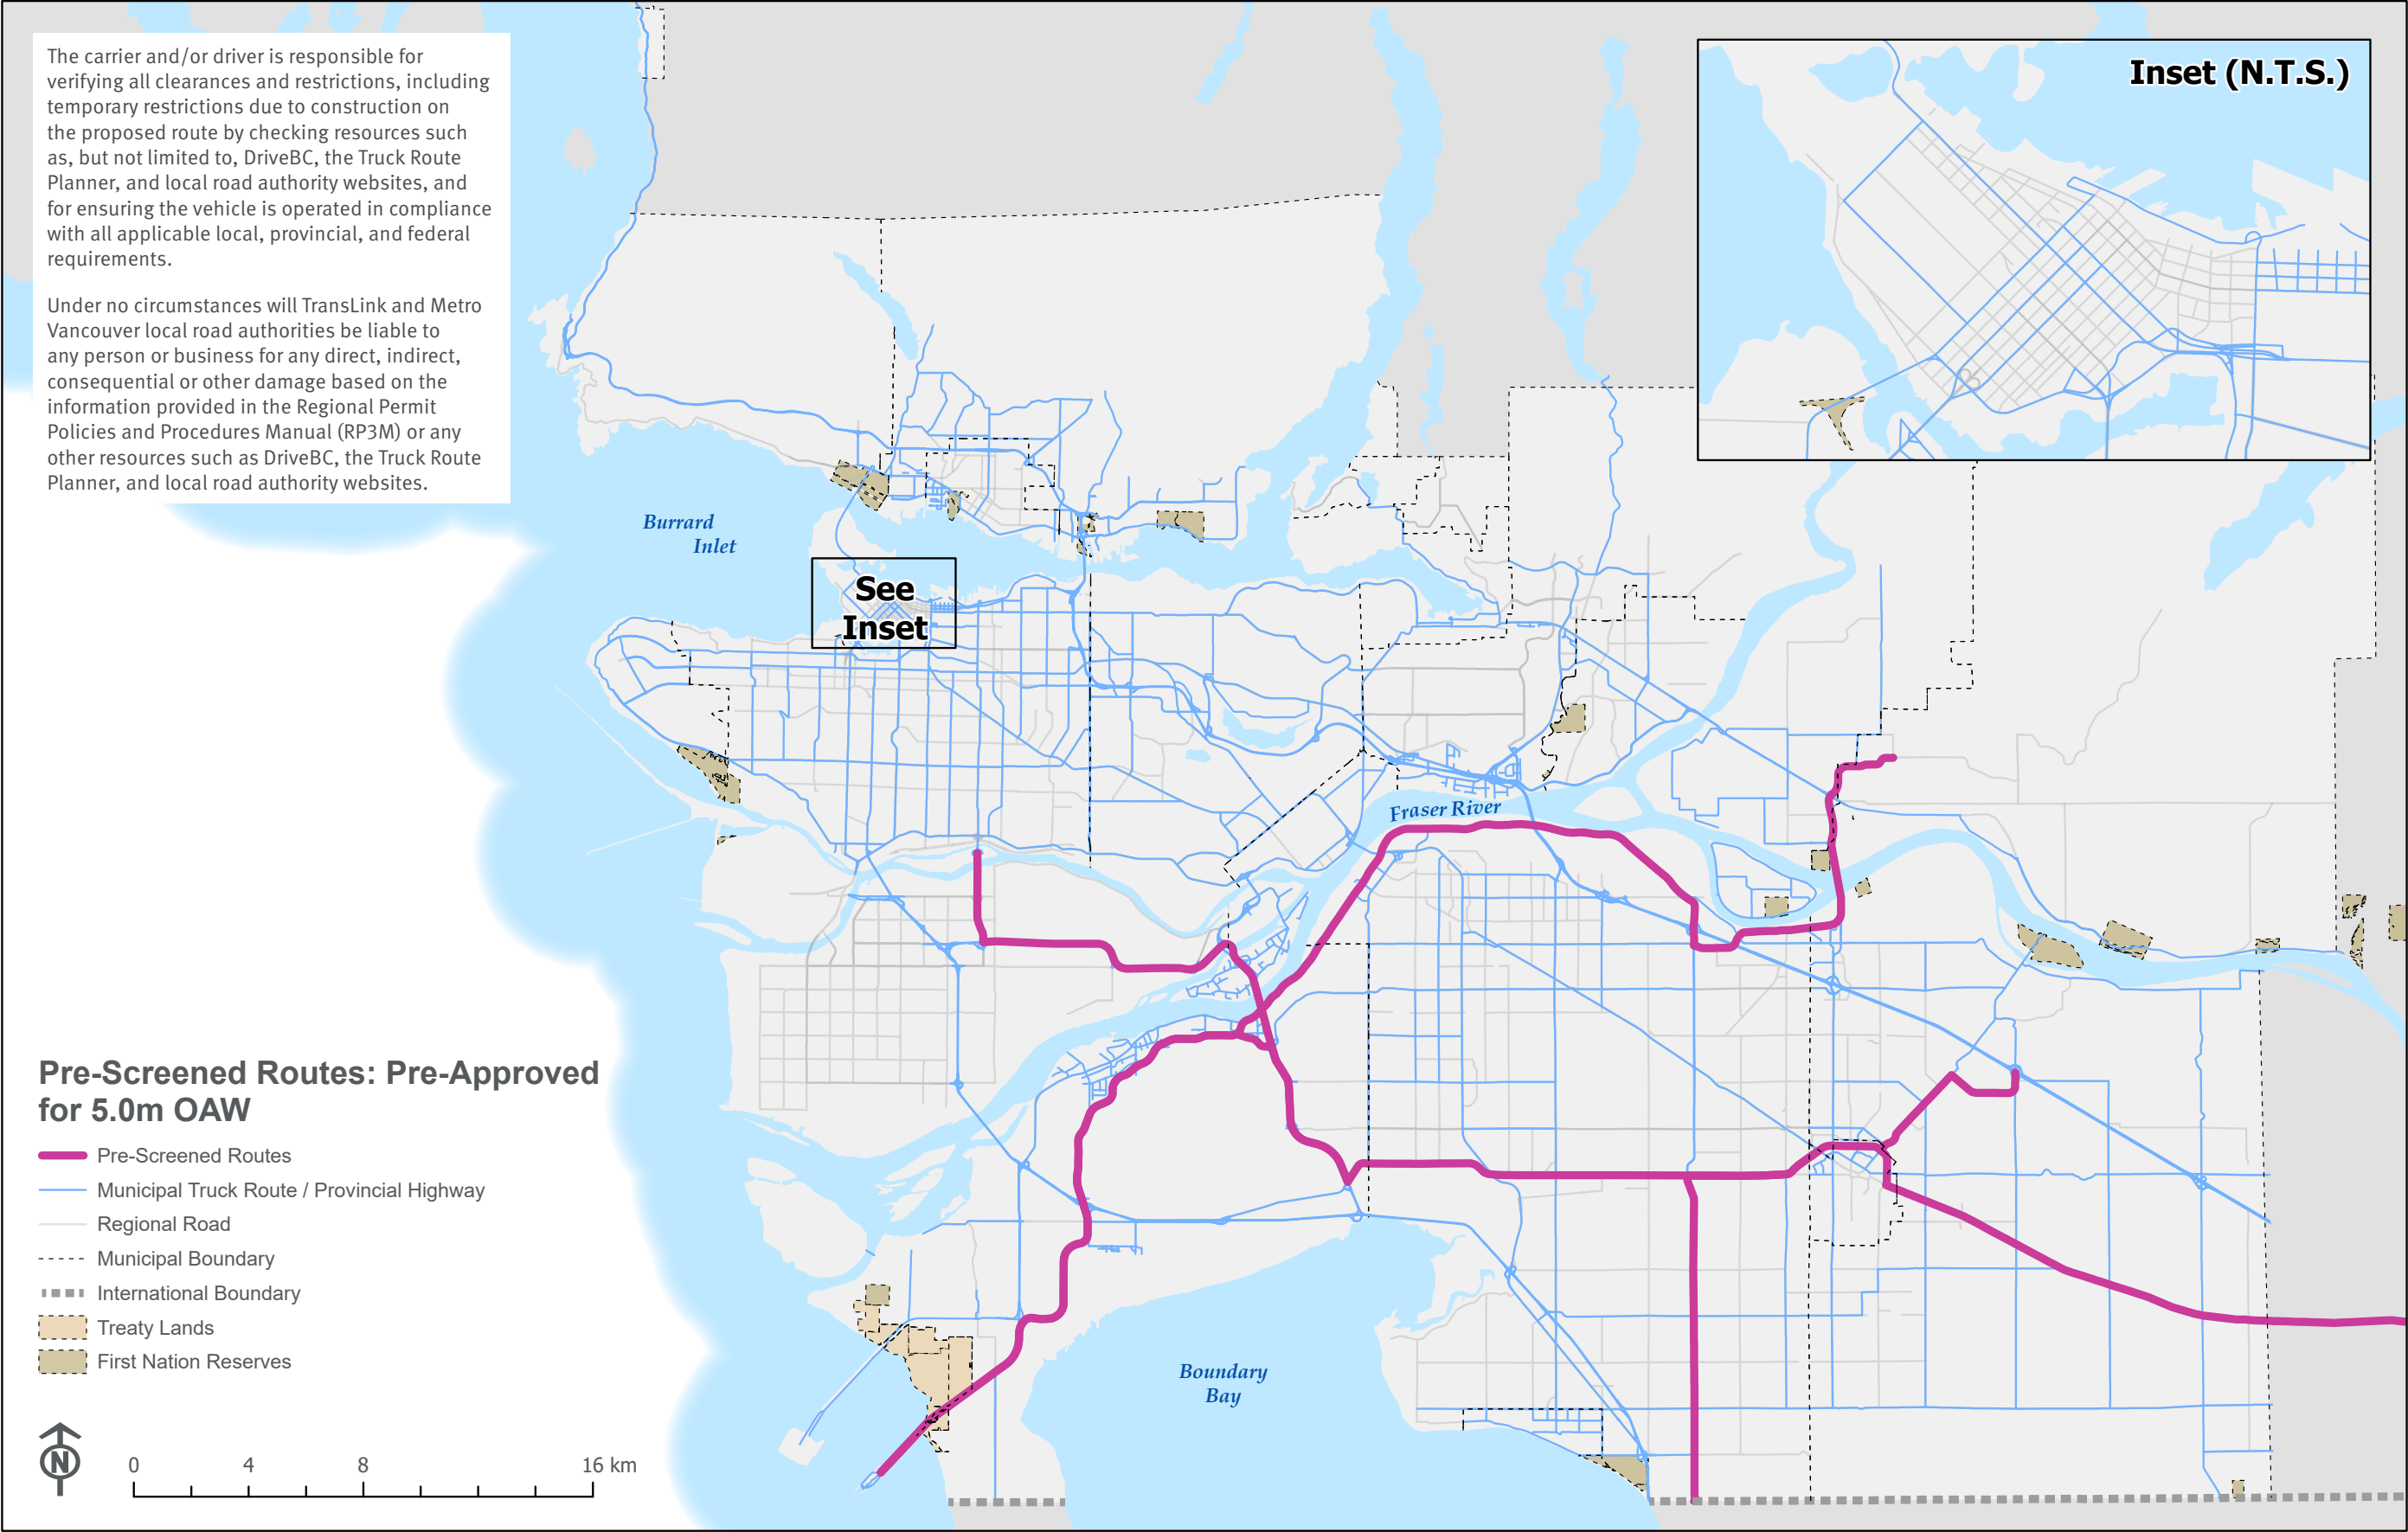 The carrier and/or driver is responsible for
verifying all clearances and restrictions, including
temporary restrictions due to construction on
the proposed route by checking resources such
as, but not limited to, DriveBC, the Truck Route
Planner, and local road authority websites, and
for ensuring the vehicle is operated in compliance
with all applicable local, provincial, and federal
requirements.
Under no circumstances will TransLink and Metro
Vancouver local road authorities be liable to
any person or business for any direct, indirect,
consequential or other damage based on the
information provided in the Regional Permit
Policies and Procedures Manual (RP3M) or any
other resources such as DriveBC, the Truck Route
Planner, and local road authority websites.
Inset (N.T.S.)
Burrard
Inlet
See
Inset
Fraser River
Boundary
Bay
Pre-Screened Routes: Pre-Approved
for 5.0m OAW
Pre-Screened Routes
Municipal Truck Route / Provincial Highway
Regional Road
Municipal Boundary
International Boundary
Treaty Lands
First Nation Reserves
N
0 4 8 16 km